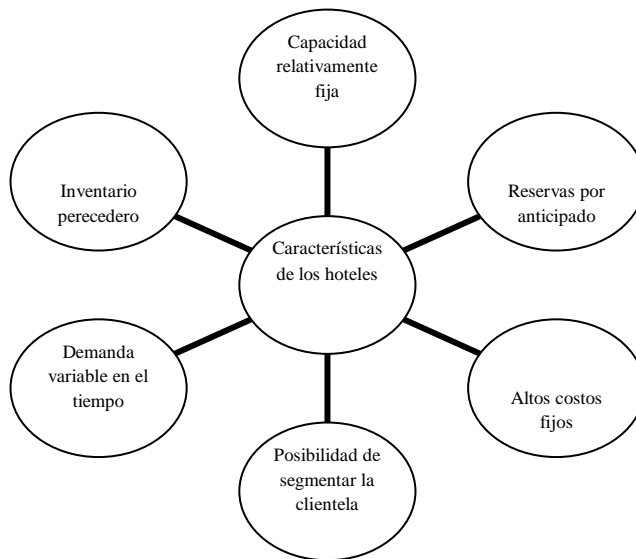 Capacidad
relativamente
fija
Inventario
perecedero
Reservas por
anticipado
Características
de los hoteles
Demanda
variable en el
tiempo
Altos costos
fijos
Posibilidad de
segmentar la
clientela